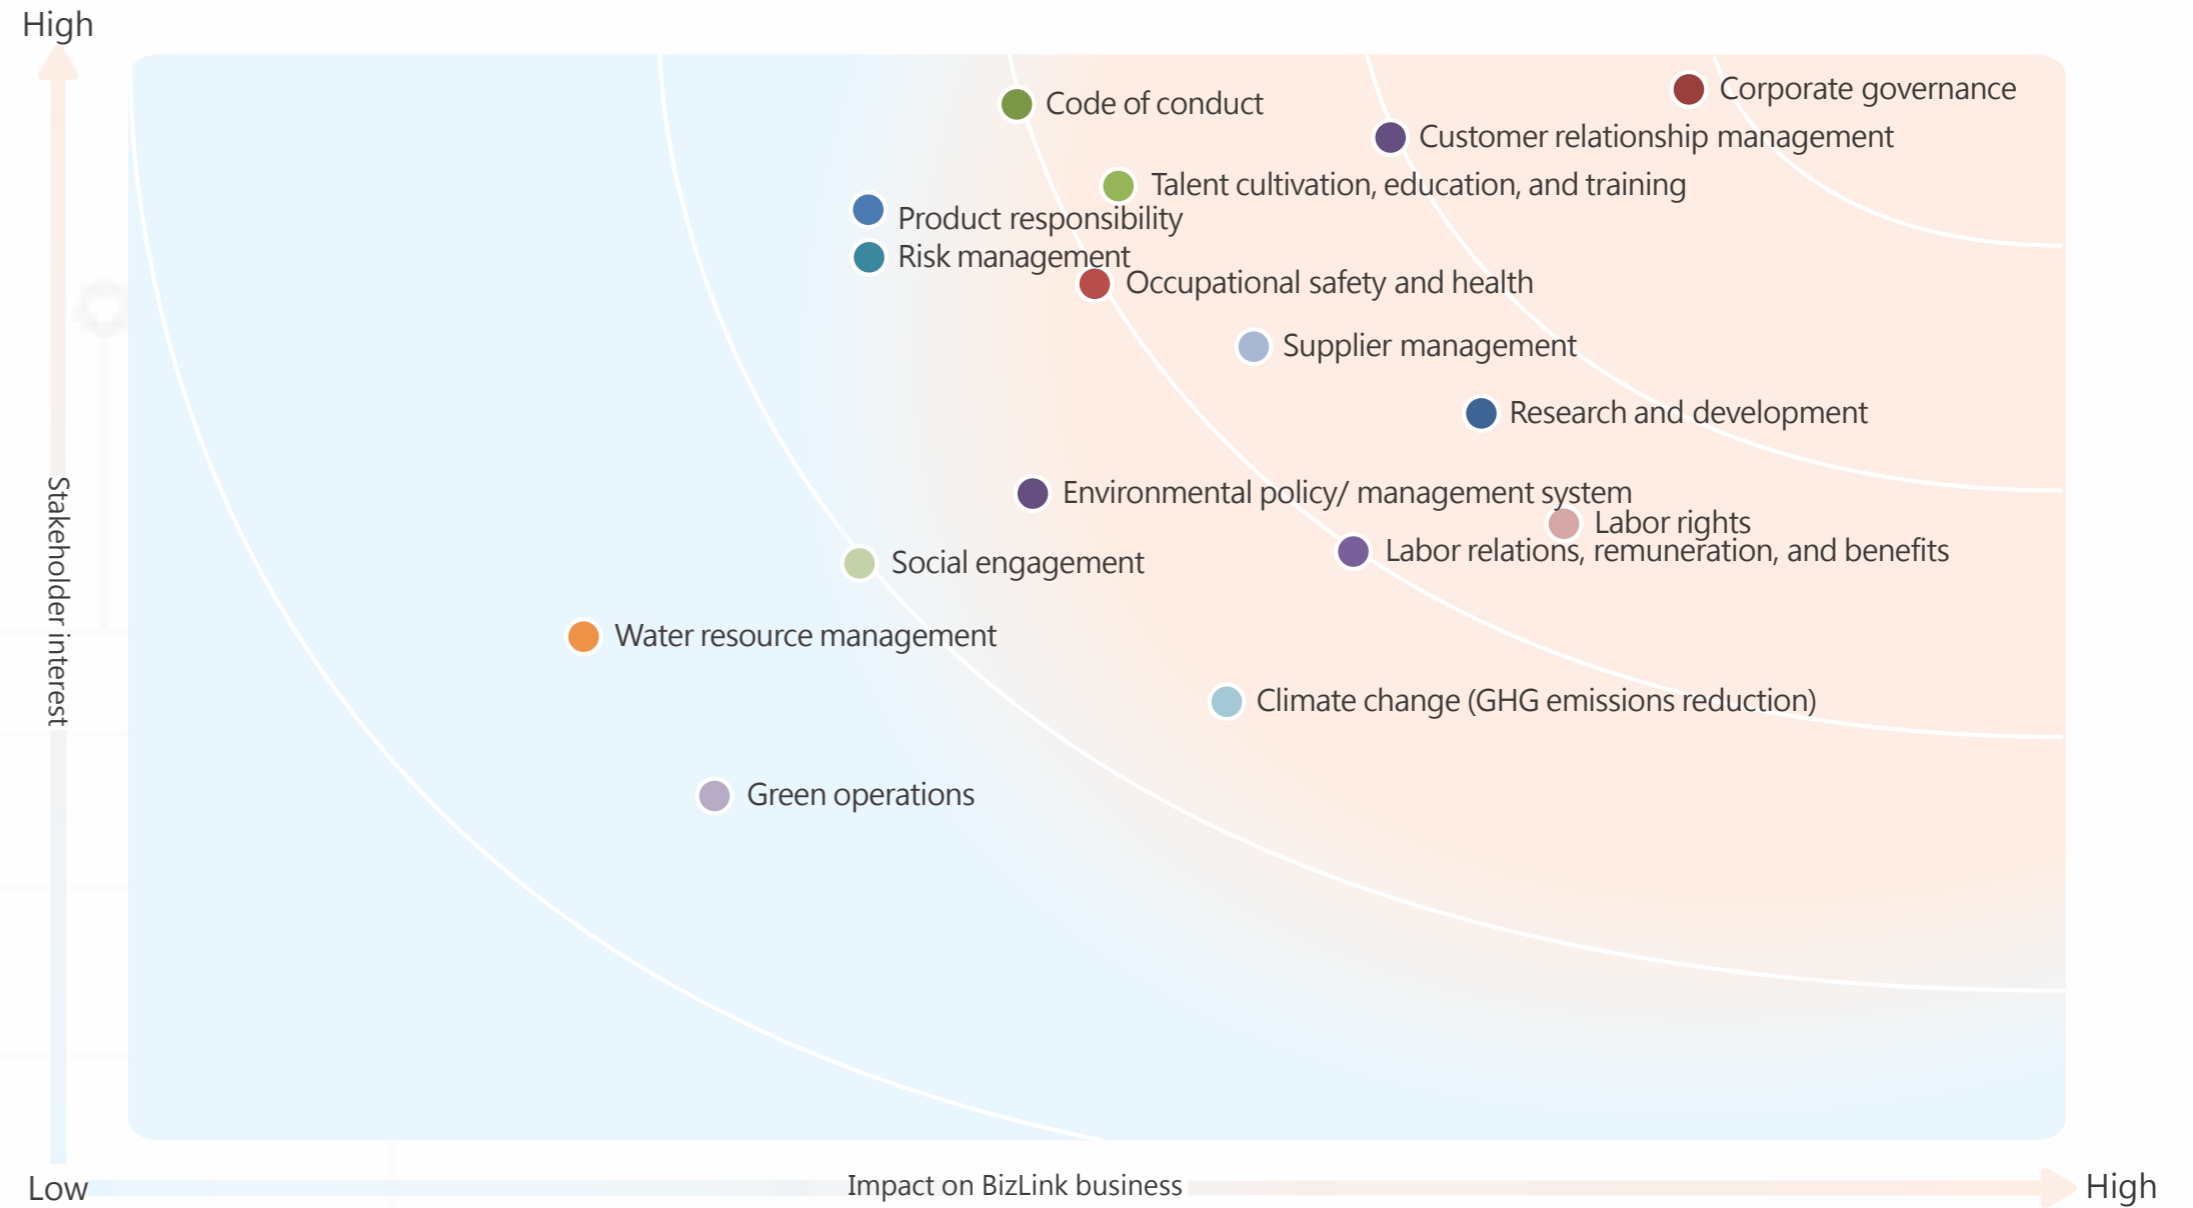 High
Code of conduct
Corporate governance
Customer relationship management
Talent cultivation, education, and training
Product responsibility
Risk management
Occupational safety and health
Supplier management
Research and development
Environmental policy/ management system
Labor rights
Labor relations, remuneration, and benefits
Social engagement
Water resource management
Climate change (GHG emissions reduction)
Green operations
Stakeholder interest
Low
Impact on BizLink business
High